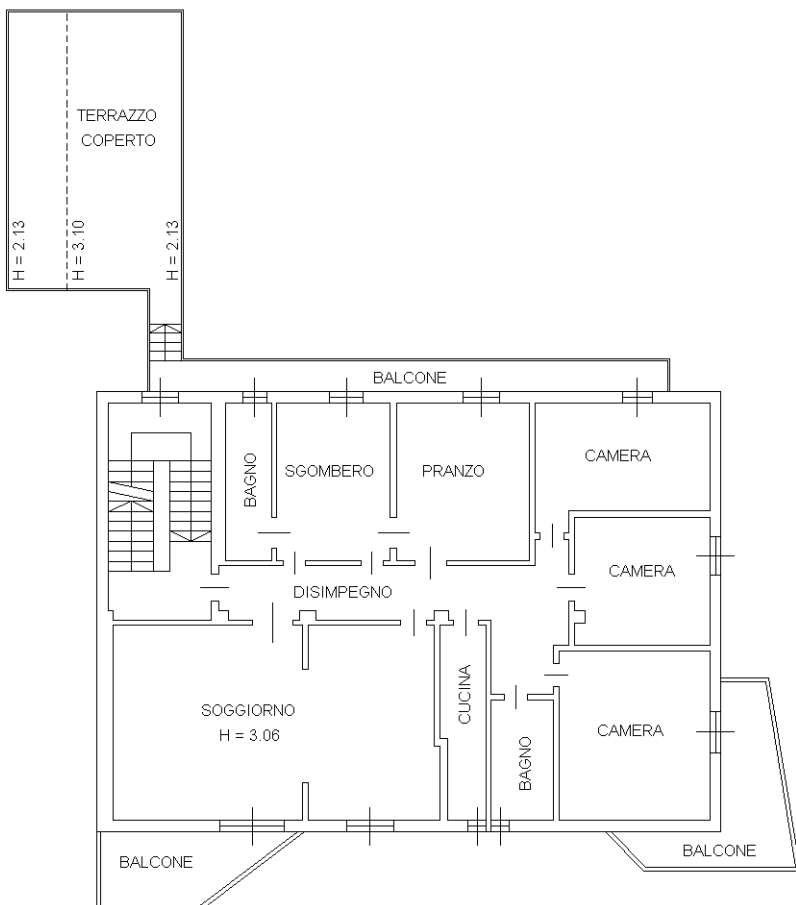 TERRAZZO
COPERTO
H = 2.13
H = 3.10
H = 2.13
BALCONE
BAGNO
SGOMBERO
PRANZO
CAMERA
CAMERA
DISIMPEGNO
SOGGIORNO
H = 3.06
CUCINA
BAGNO
CAMERA
BALCONE
BALCONE